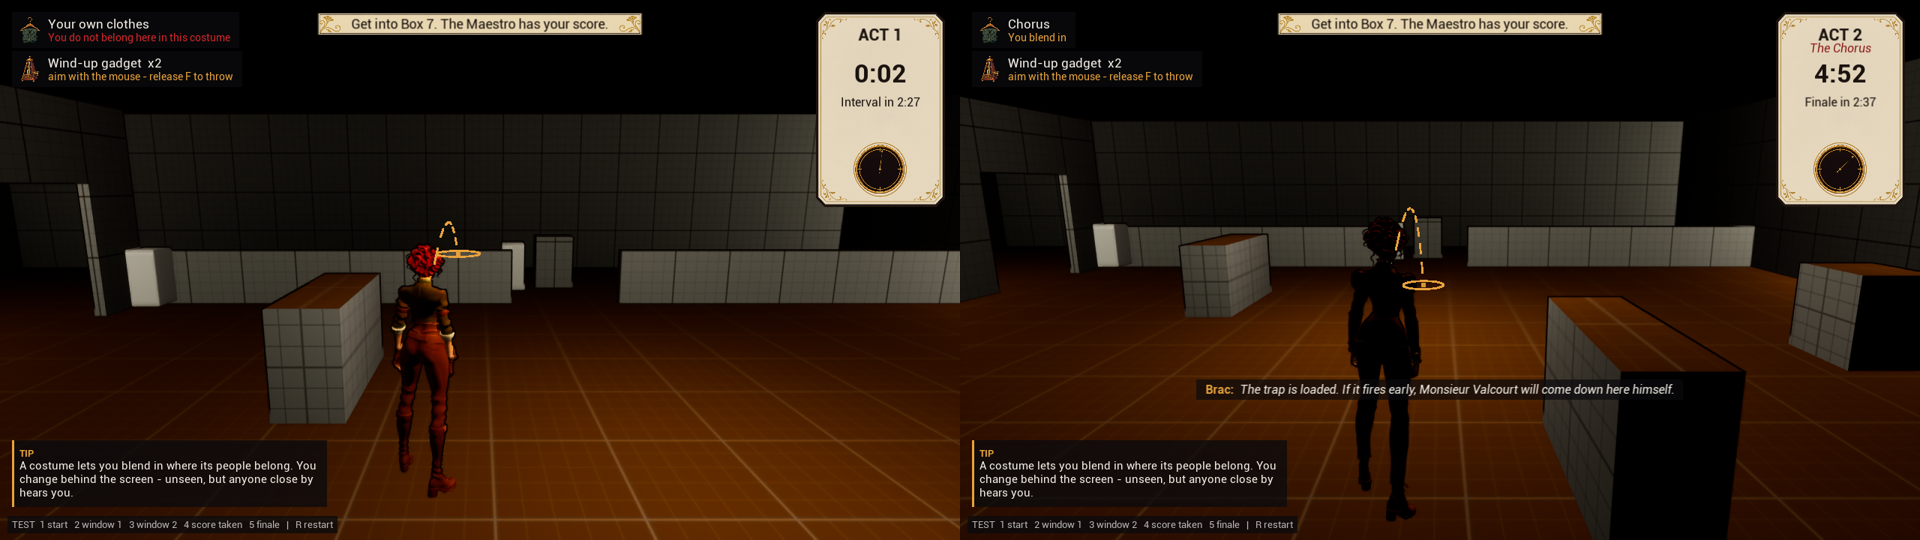 Your own clothes
You do not belong here in this costume
Wind-up gadget x2
aim with the mouse - release F to throw
Get into Box 7. The Maestro has your score.
ACT 1
0:02
Interval in 2:27
TIP
A costume lets you blend in where its people belong. You
change behind the screen - unseen, but anyone close by
hears you.
TEST 1 start 2 window 1 3 window 2 4 score taken 5 finale | R restart
Chorus
You blend in
Wind-up gadget x2
aim with the mouse - release F to throw
Get into Box 7. The Maestro has your score.
ACT 2
The Chorus
4:52
Finale in 2:37
Brac: The trap is loaded. If it fires early, Monsieur Valcourt will come down here himself.
TIP
A costume lets you blend in where its people belong. You
change behind the screen - unseen, but anyone close by
hears you.
TEST 1 start 2 window 1 3 window 2 4 score taken 5 finale | R restart